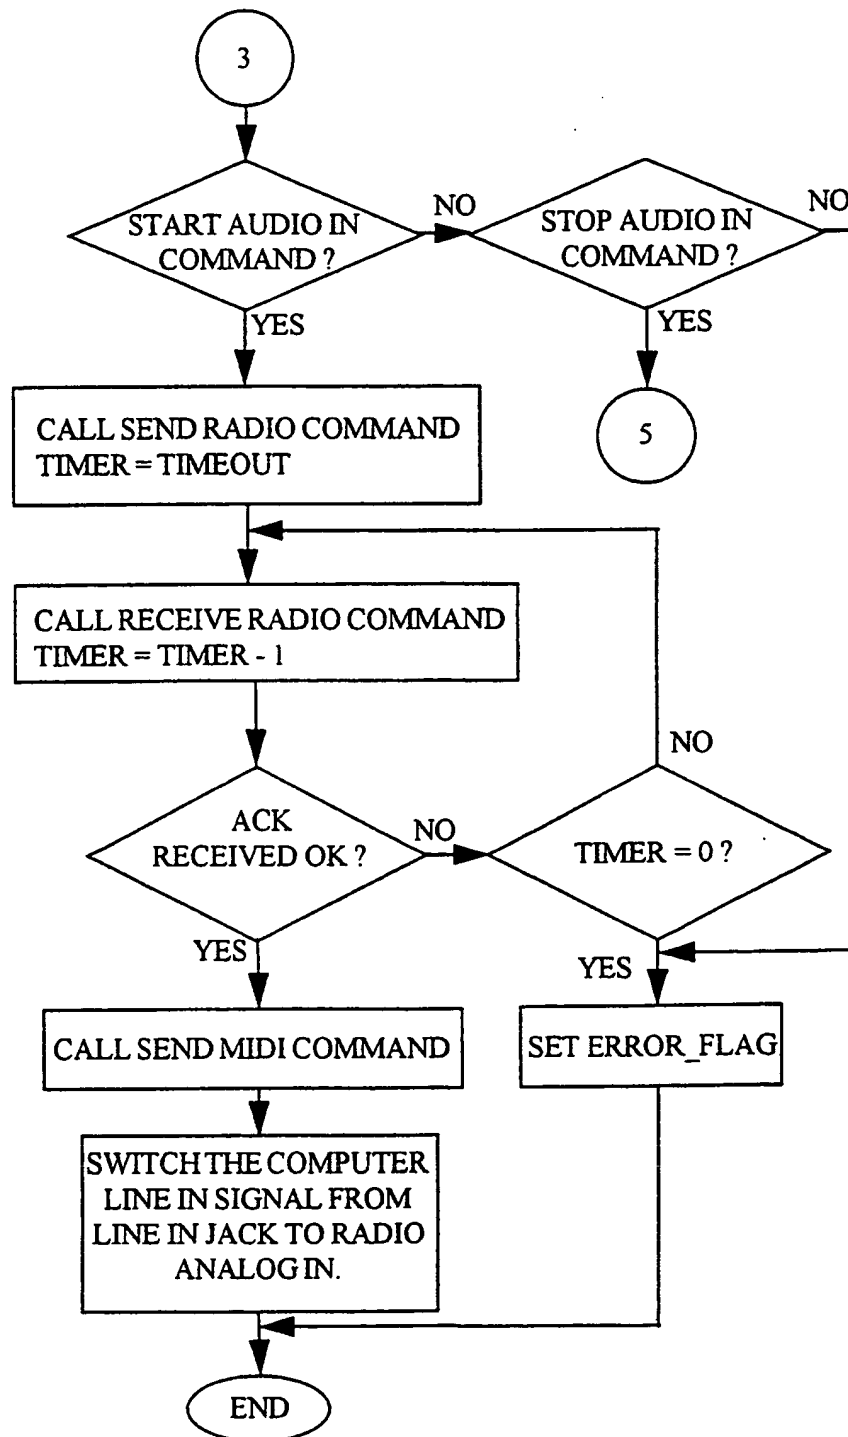 3
START AUDIO IN
COMMAND ?
NO
STOP AUDIO IN
COMMAND ?
NO
YES
YES
CALL SEND RADIO COMMAND
TIMER = TIMEOUT
5
CALL RECEIVE RADIO COMMAND
TIMER = TIMER - 1
NO
ACK
RECEIVED OK ?
NO
TIMER = 0 ?
YES
YES
CALL SEND MIDI COMMAND
SET ERROR_FLAG
SWITCH THE COMPUTER
LINE IN SIGNAL FROM
LINE IN JACK TO RADIO
ANALOG IN.
END